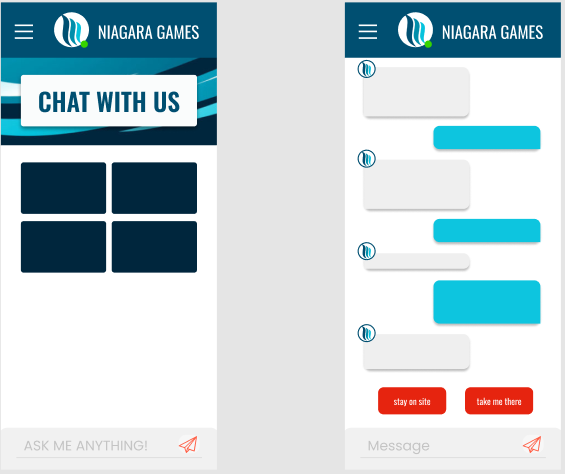 NIAGARA GAMES
CHAT WITH US
ASK ME ANYTHING!
NIAGARA GAMES
stay on site
take me there
Message